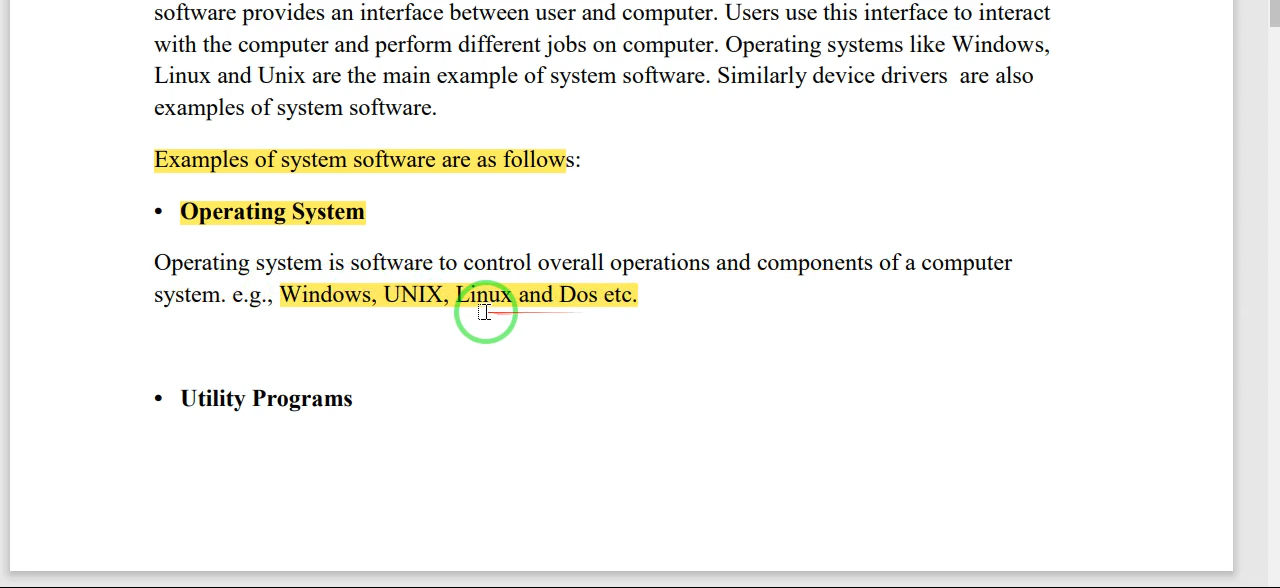 software provides an interface between user and computer. Users use this interface to interact
with the computer and perform different jobs on computer. Operating systems like Windows,
Linux and Unix are the main example of system software. Similarly device drivers  are also
examples of system software.
Examples of system software are as follows:
• Operating System
Operating system is software to control overall operations and components of a computer
system. e.g., Windows, UNIX, Linux and Dos etc.
• Utility Programs